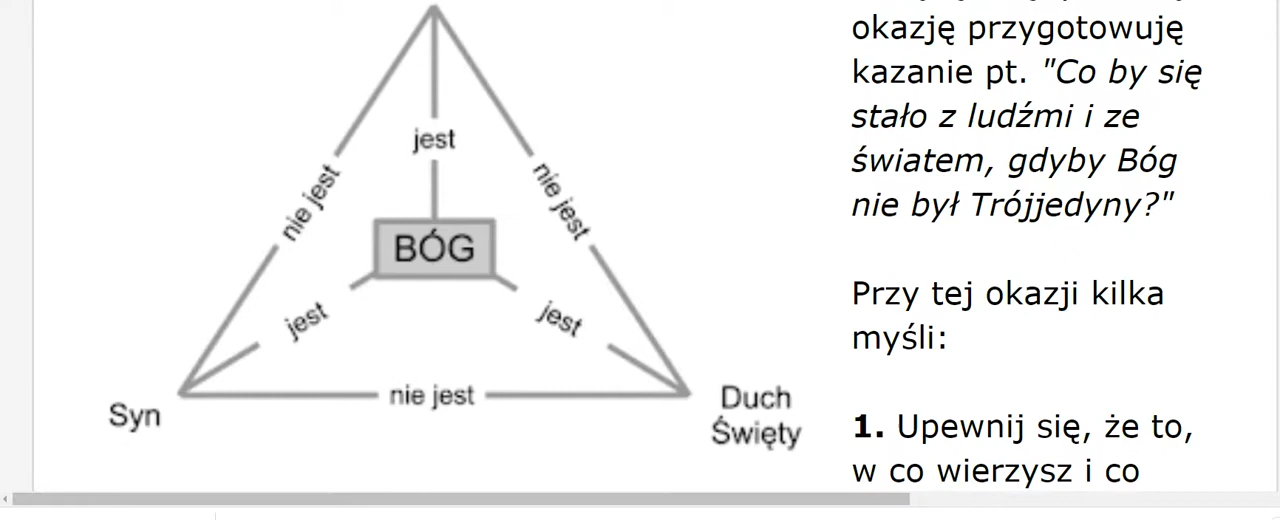 jest
nie jest
nie jest
BÓG
jest
jest
nie jest
Syn
Duch
Święty
okazję przygotowuję
kazanie pt. "Co by się
stało z ludźmi i ze
światem, gdyby Bóg
nie był Trójjedyny?"
Przy tej okazji kilka
myśli:
1. Upewnij się, że to,
w co wierzysz i co